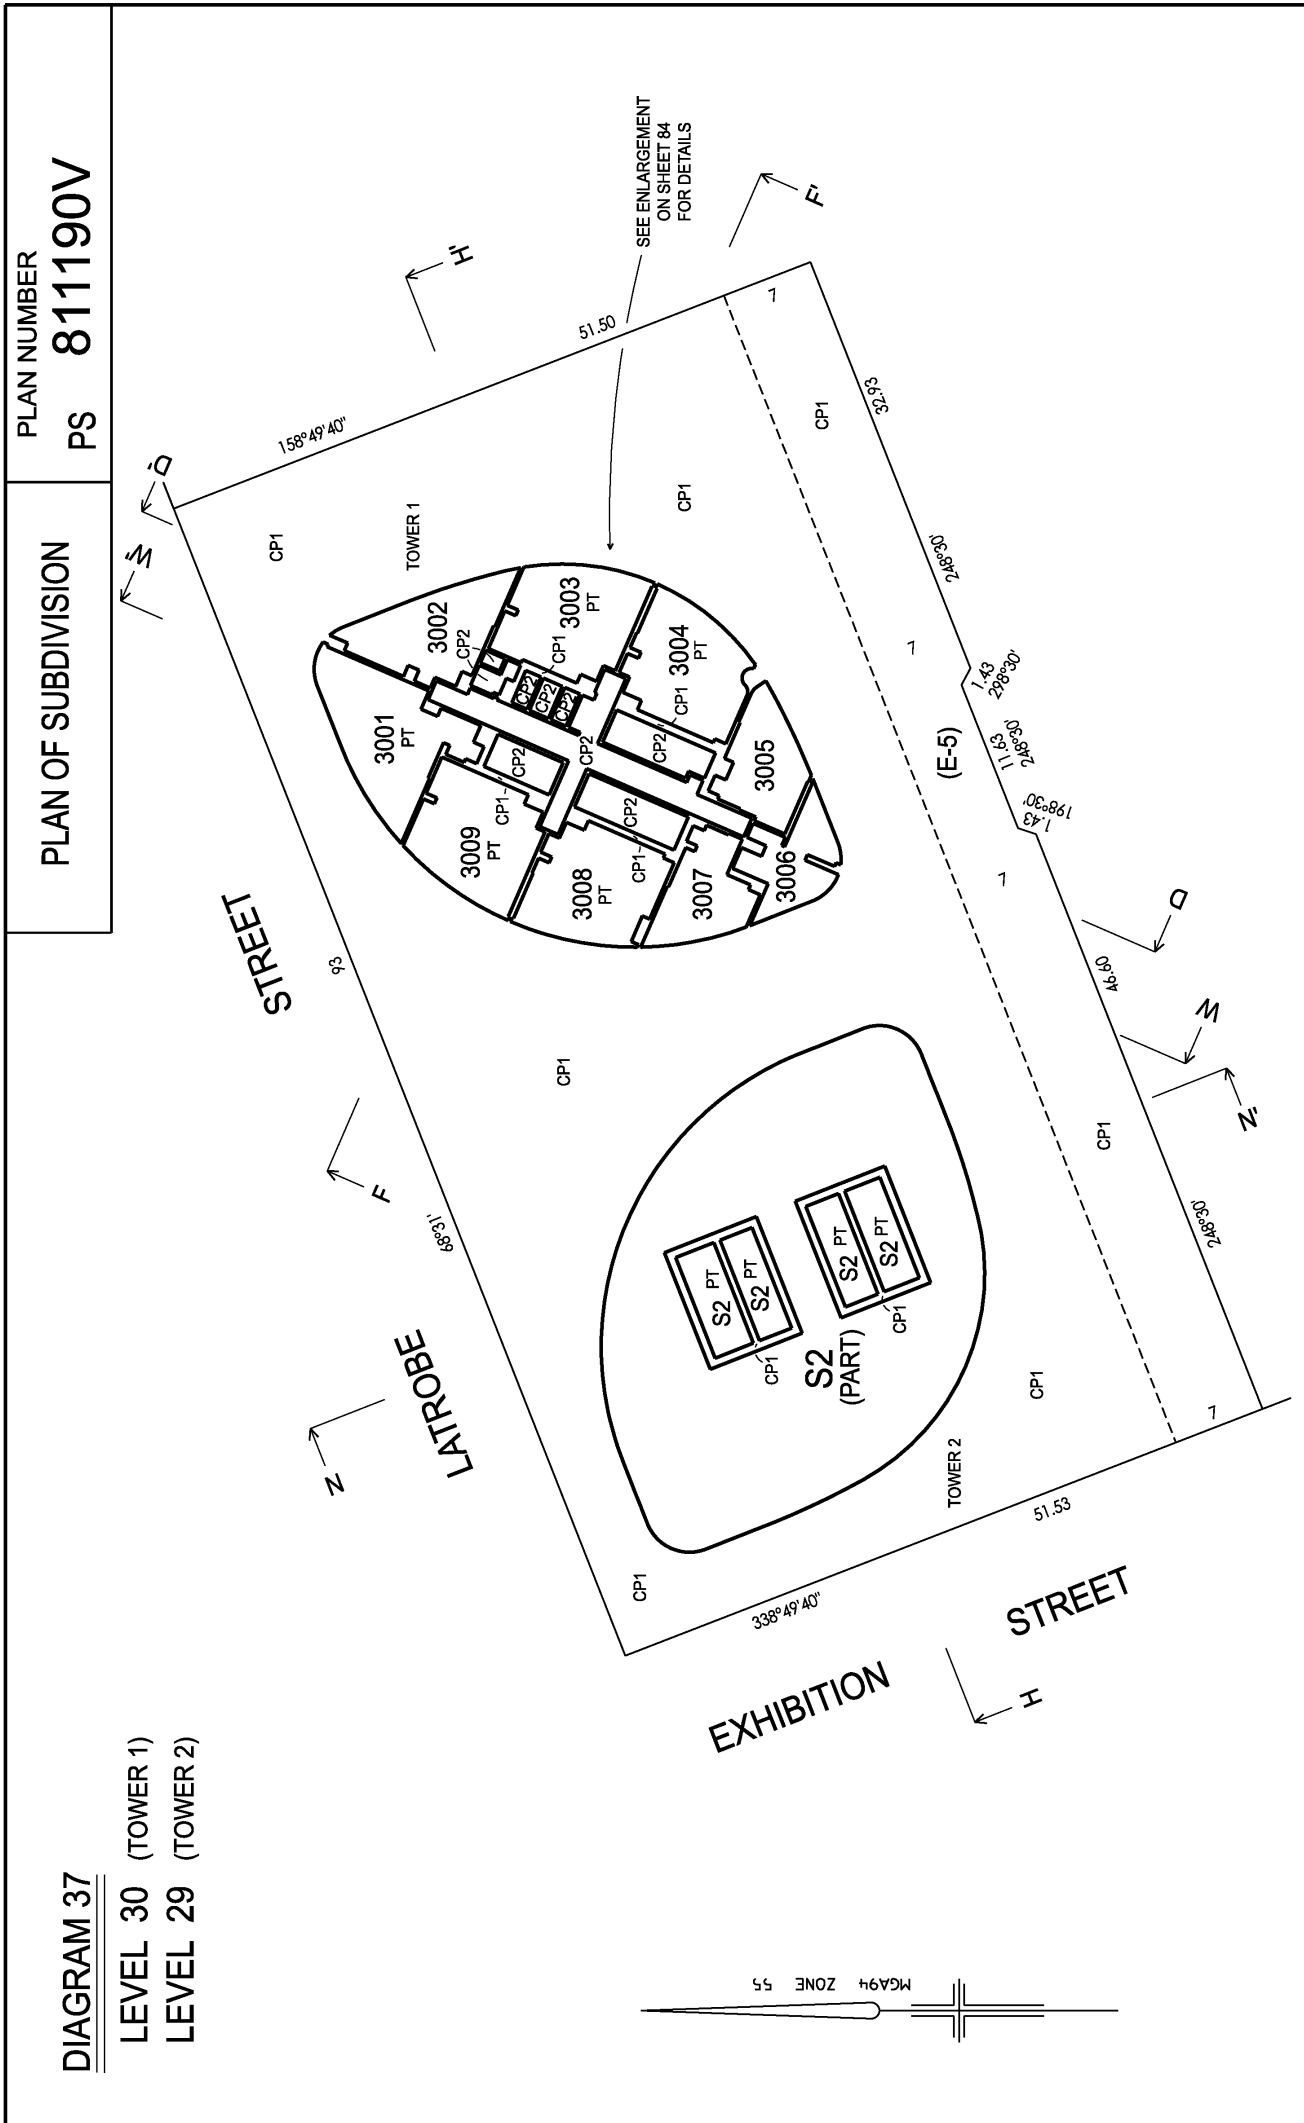 PLAN OF SUBDIVISION
PLAN NUMBER
PS 811190V
DIAGRAM 37
LEVEL 30 (TOWER 1)
LEVEL 29 (TOWER 2)
MGA94 ZONE 55
LATROBE
STREET
EXHIBITION
STREET
68°31'
93
158°49'40"
51.50
SEE ENLARGEMENT
ON SHEET 84
FOR DETAILS
32.93
248°30'
1.43
298°30'
11.63
248°30'
1.43
198°30'
46.60
248°30'
338°49'40"
51.53
7
7
7
7
(E-5)
N
N'
F
F'
H
H'
W
W'
D
D'
TOWER 1
3001
PT
3002
3003
PT
3004
PT
3005
3006
3007
3008
PT
3009
PT
CP2
CP1
CP2
CP2
CP2
CP2
CP1
CP2
CP2
CP1
CP2
CP1
TOWER 2
S2 PT
S2 PT
CP1
S2 PT
S2 PT
CP1
S2
(PART)
CP1
CP1
CP1
CP1
CP1
CP1
CP1